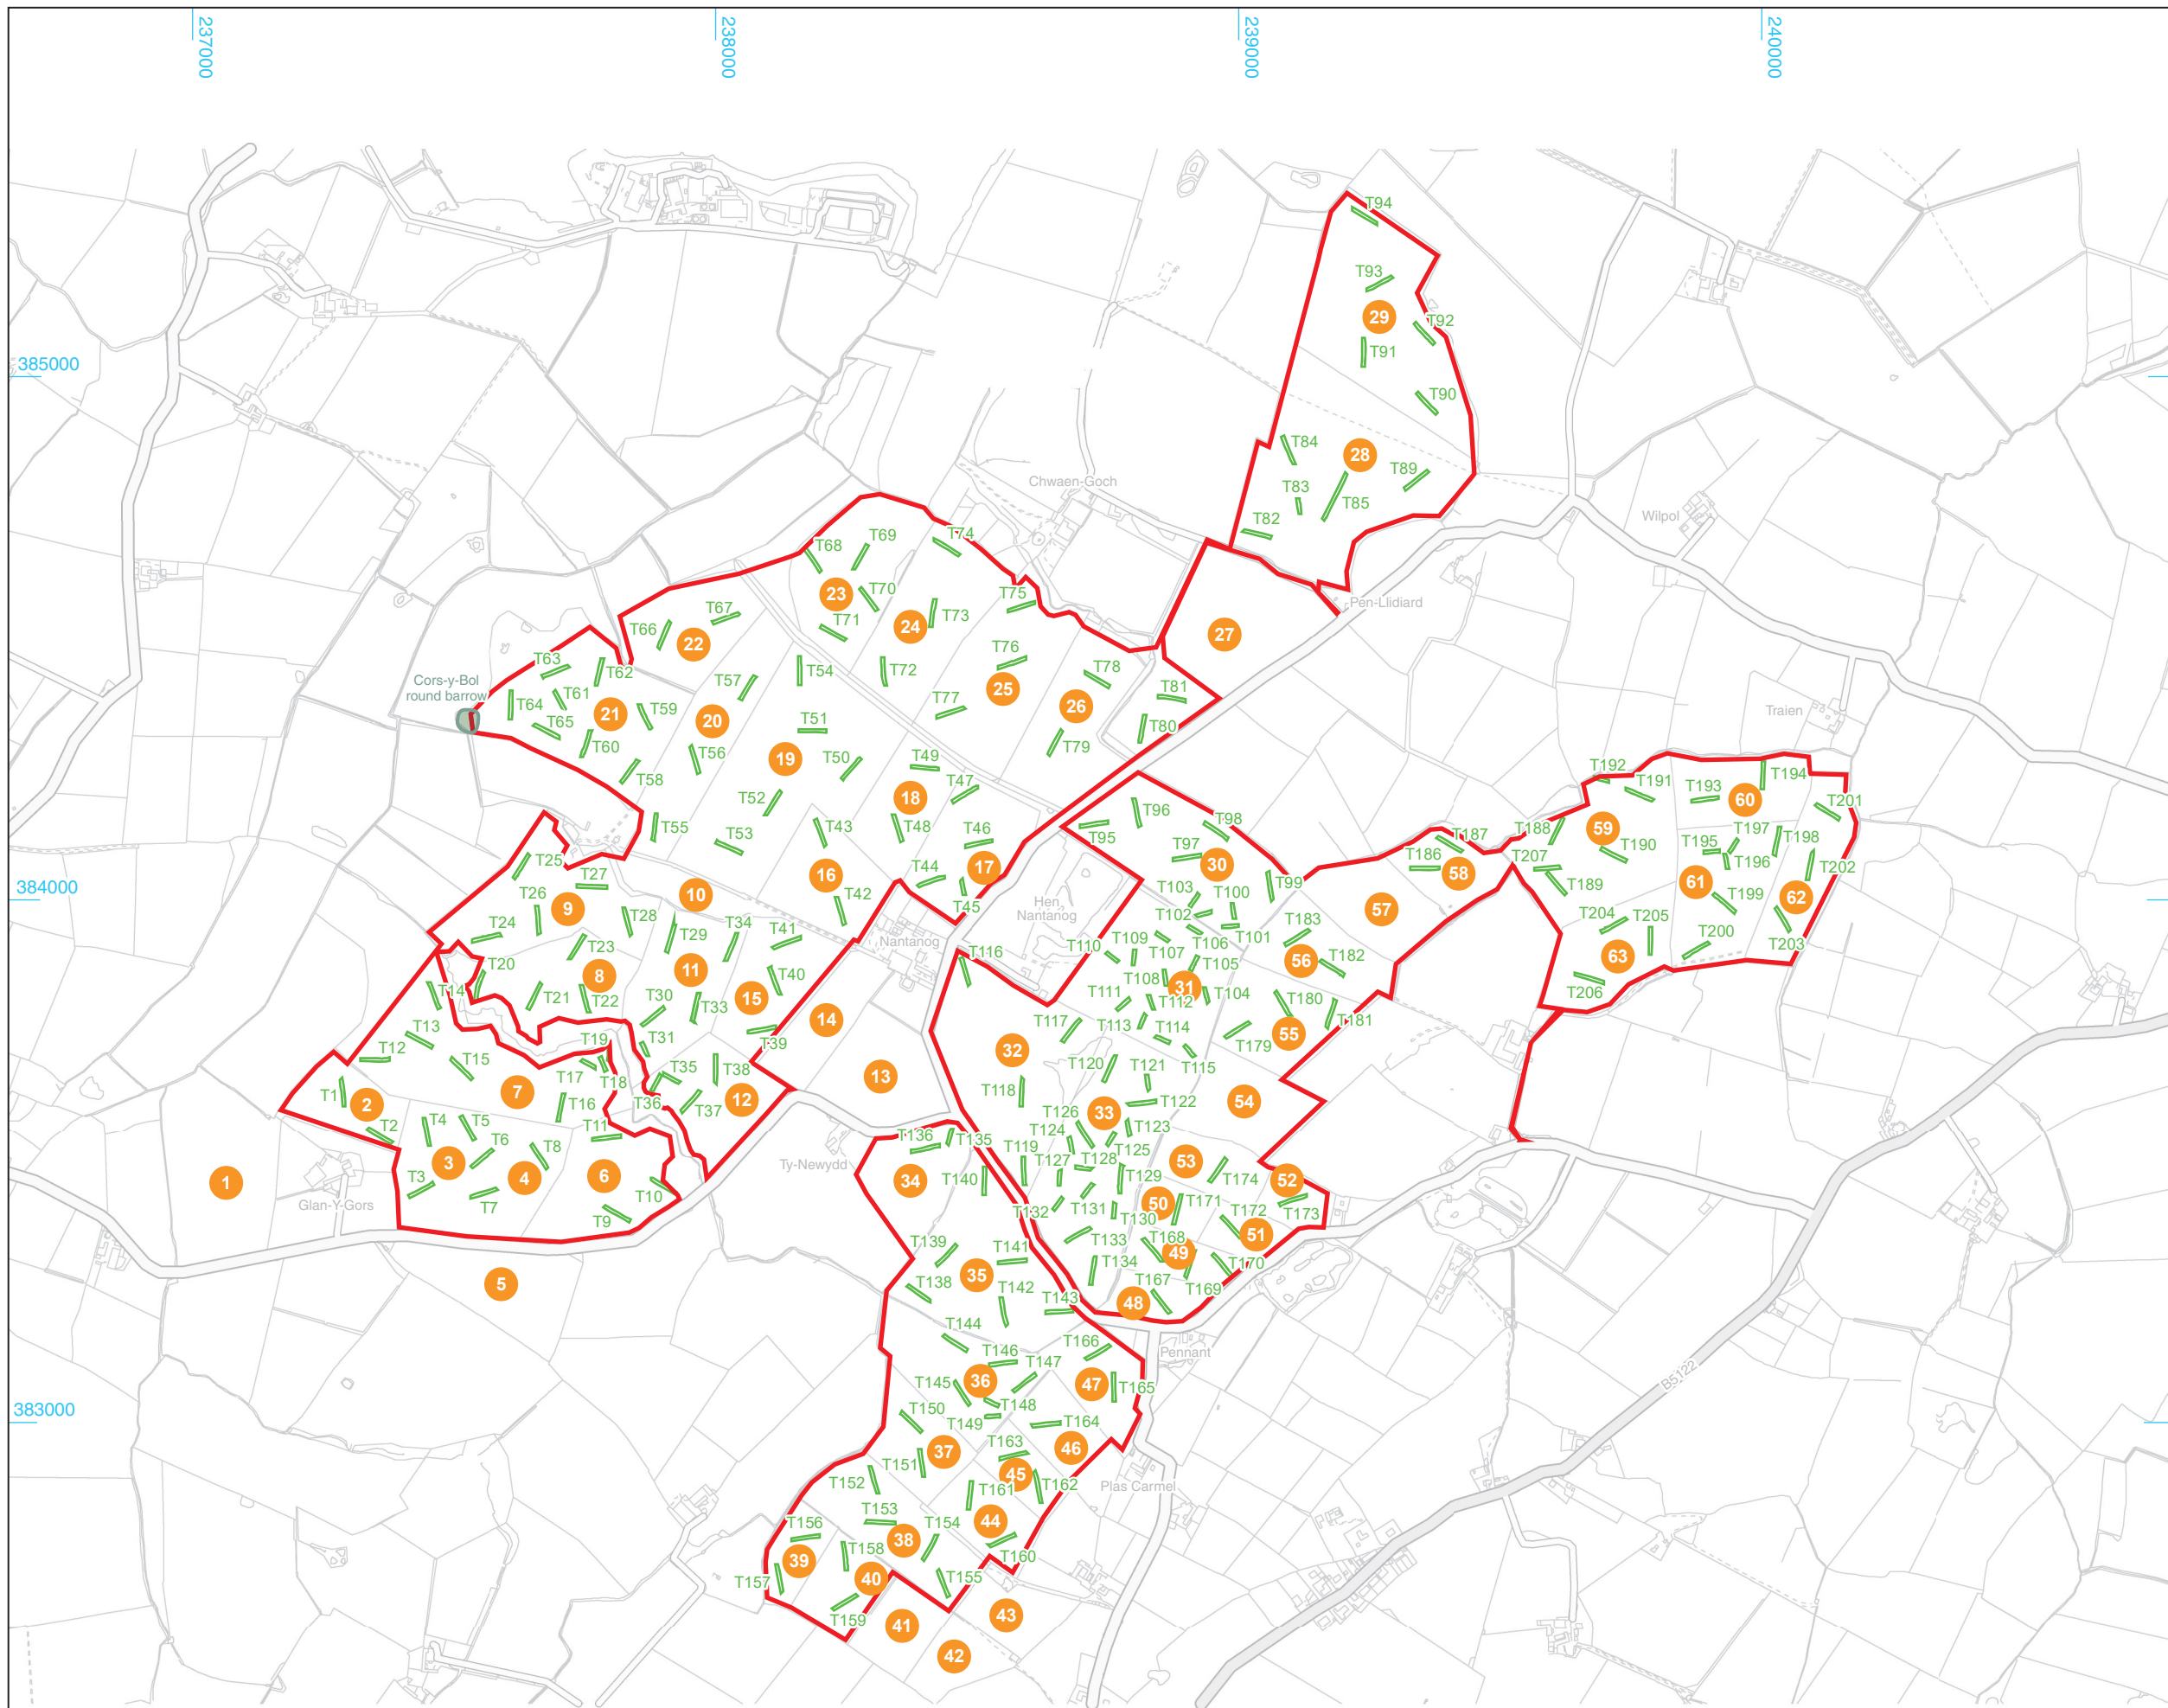 237000
238000
239000
240000
385000
384000
383000
T94
T93
29
T92
T91
T90
T84
28
T89
T83
T85
T82
Chwaen-Goch
Wilpol
Pen-Llidiard
27
T68
T69
T74
23
T70
T75
T71
24
T73
T67
T66
22
T76
T72
T54
T78
25
T77
26
T81
T80
T79
Cors-y-Bol
round barrow
T63
T62
T64
T61
T65
21
T59
T60
T58
T57
20
T56
T51
19
T50
T52
T53
T55
T49
T47
18
T48
T46
T43
T44
17
T45
16
T42
Traien
T192
T191
T193
60
T194
T201
T188
59
T190
T195
T197
T196
T198
T202
T207
T189
61
T199
62
T203
T204
T205
T200
63
T206
T187
T186
58
57
T96
T95
T97
T98
30
T99
T103
T100
T102
T101
T106
T183
56
T182
Hen
Nantanog
T110
T109
T107
T108
T105
31
T104
T111
T112
T113
T114
T115
T180
T181
T179
55
T116
T117
32
T25
T27
T26
9
T28
T24
T23
8
T20
T21
T22
T14
T13
T12
T15
T19
T17
T18
10
T29
T34
T41
11
15
T40
T30
T33
T31
T39
T35
T36
T37
T38
12
Nantanog
14
13
T1
2
T2
7
T16
T4
T5
T6
T11
T8
3
T3
4
T7
6
T10
T9
1
Glan-Y-Gors
5
Ty-Newydd
T136
T135
34
T140
T139
T138
35
T141
T142
T143
T118
T120
T121
T122
33
T126
T124
T123
T125
T119
T127
T128
T129
T132
T131
T130
T133
T134
54
53
T174
52
T173
50
T171
T172
51
T168
49
T170
T167
T169
48
Pennant
T144
T146
T147
T166
T145
36
T148
T149
47
T165
T150
T164
T163
37
46
T151
T152
45
T161
T162
Plas Carmel
T153
T154
44
T160
T156
38
39
T158
T157
40
T155
T159
41
42
43
B5122